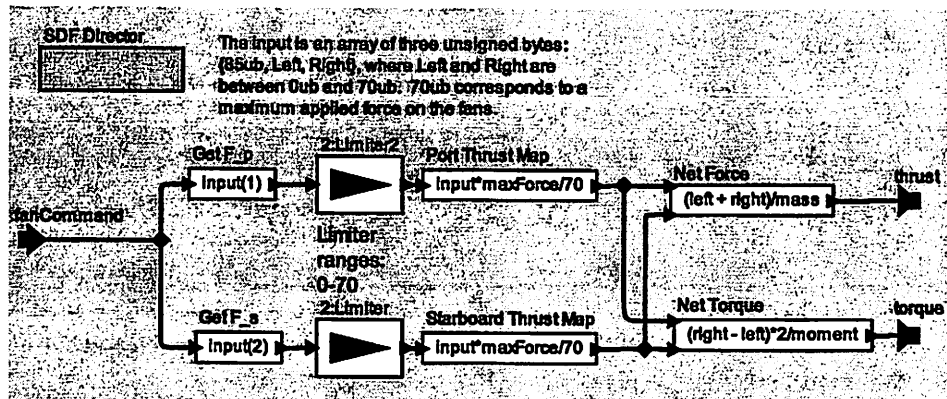 SDF Director
The input is an array of three unsigned bytes:
(85ub, Left, Right), where Left and Right are
between 0ub and 70ub. 70ub corresponds to a
maximum applied force on the fans.
Get F_p
input(1)
2:Limiter2
Port Thrust Map
input*maxForce/70
Net Force
(left + right)/mass
thrust
fanCommand
Limiter
ranges:
0-70
Get F_s
input(2)
2:Limiter
Starboard Thrust Map
input*maxForce/70
Net Torque
(right - left)*2/moment
torque